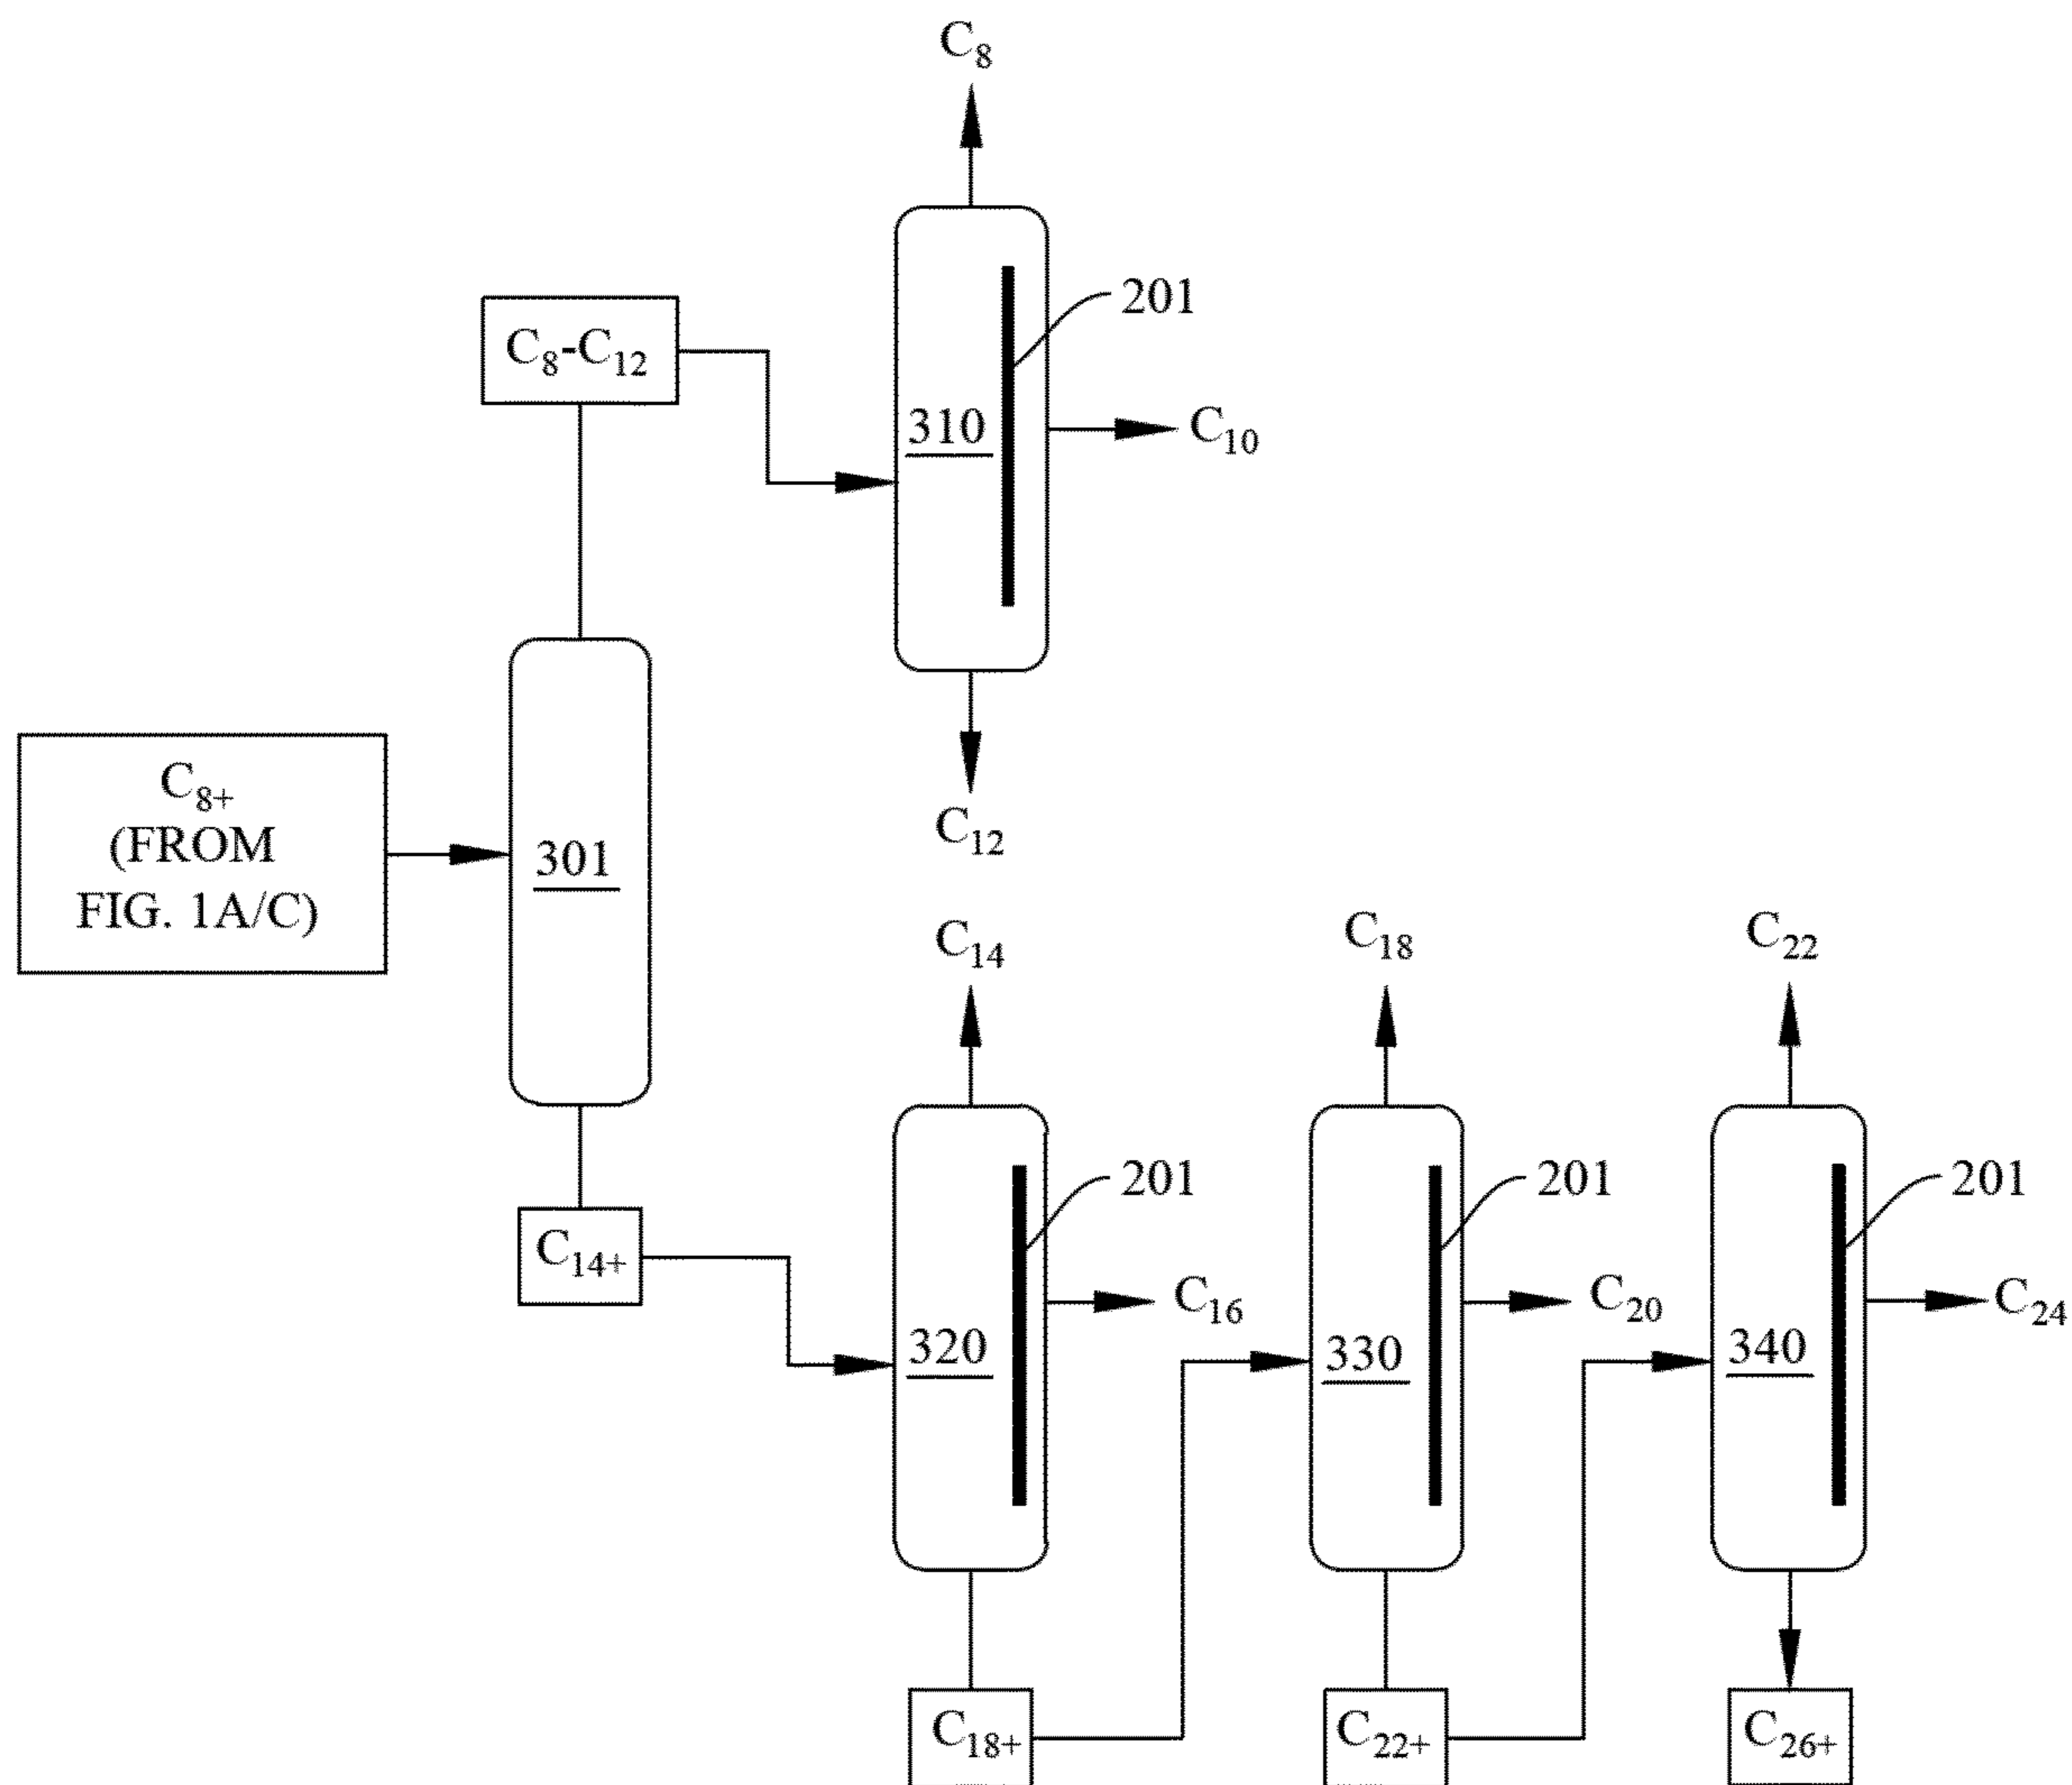 C₈
C₈-C₁₂
201
310
C₁₀
C₁₂
C₈₊
(FROM
FIG. 1A/C)
301
C₁₄
C₁₈
C₂₂
C₁₄₊
201
201
201
C₁₆
C₂₀
C₂₄
320
330
340
C₁₈₊
C₂₂₊
C₂₆₊